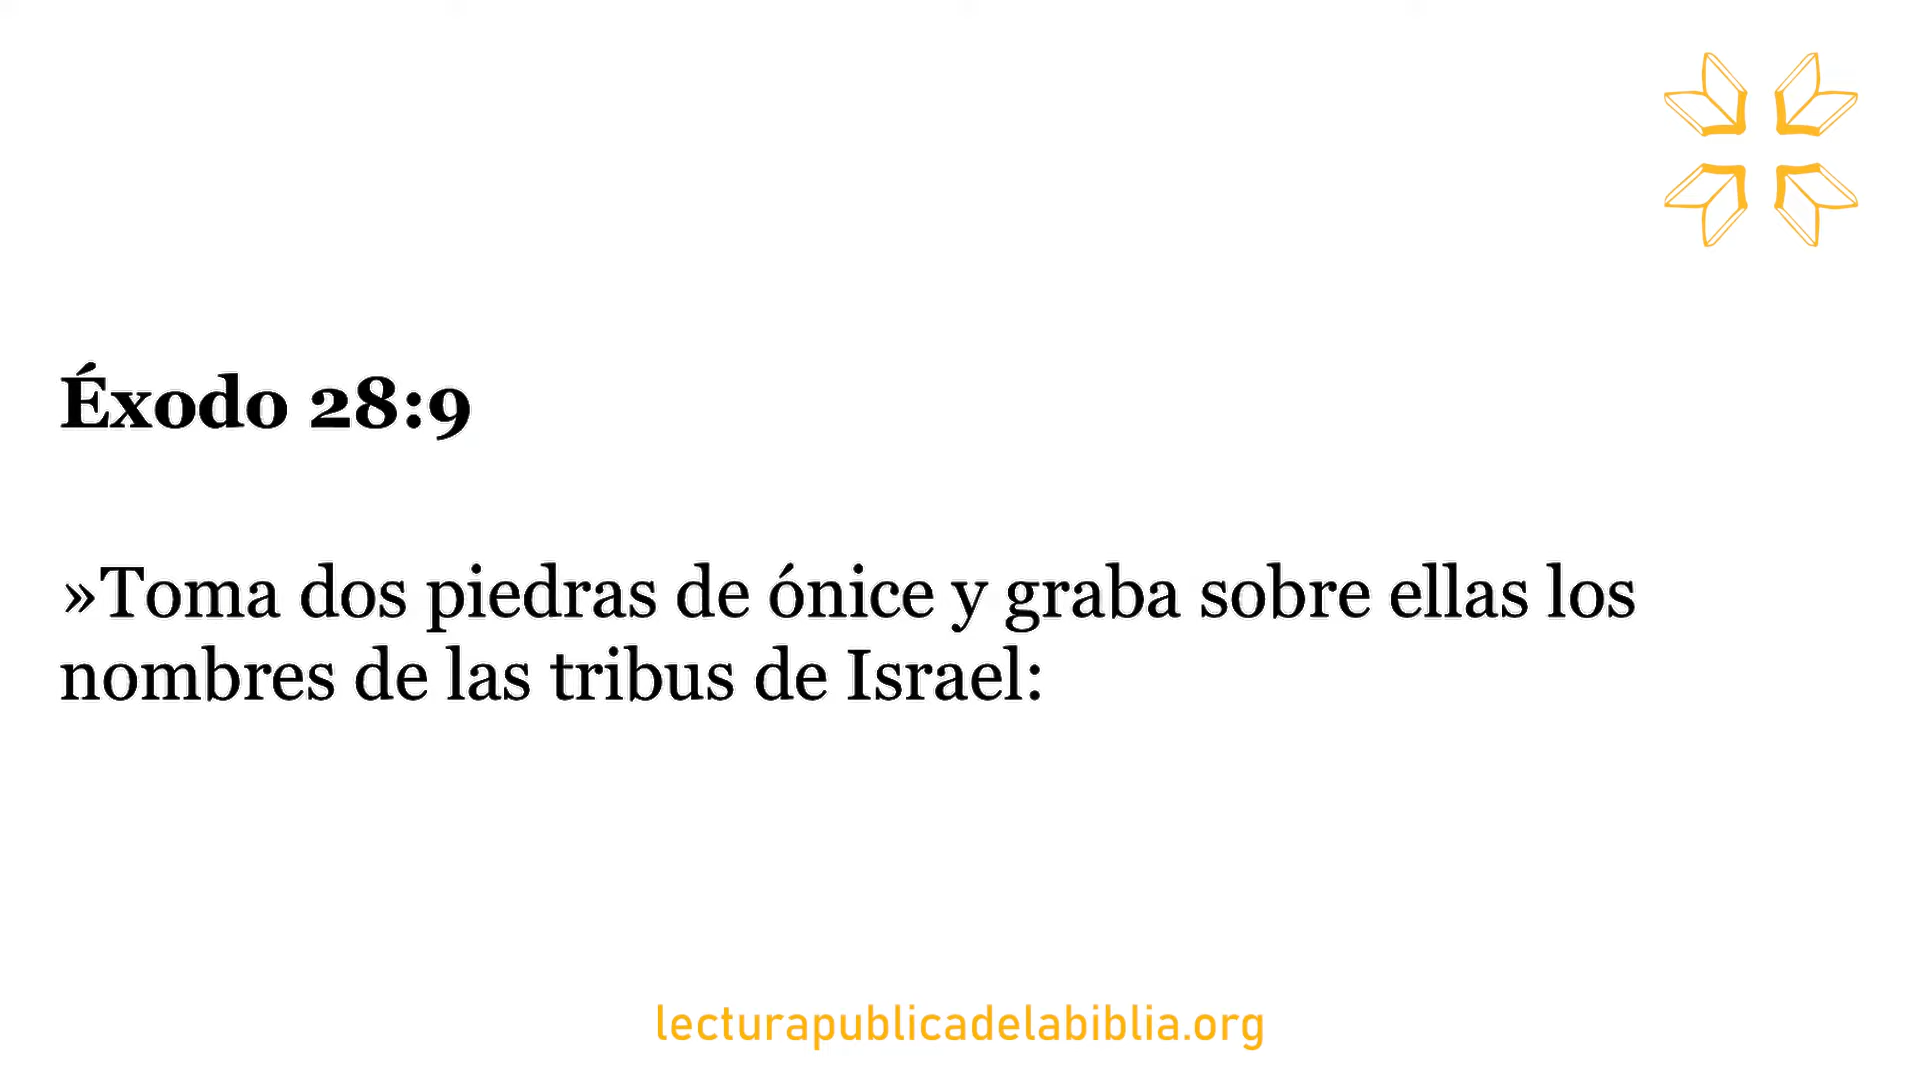 Éxodo 28:9
»Toma dos piedras de ónice y graba sobre ellas los
nombres de las tribus de Israel:
lecturapublicadelabiblia.org